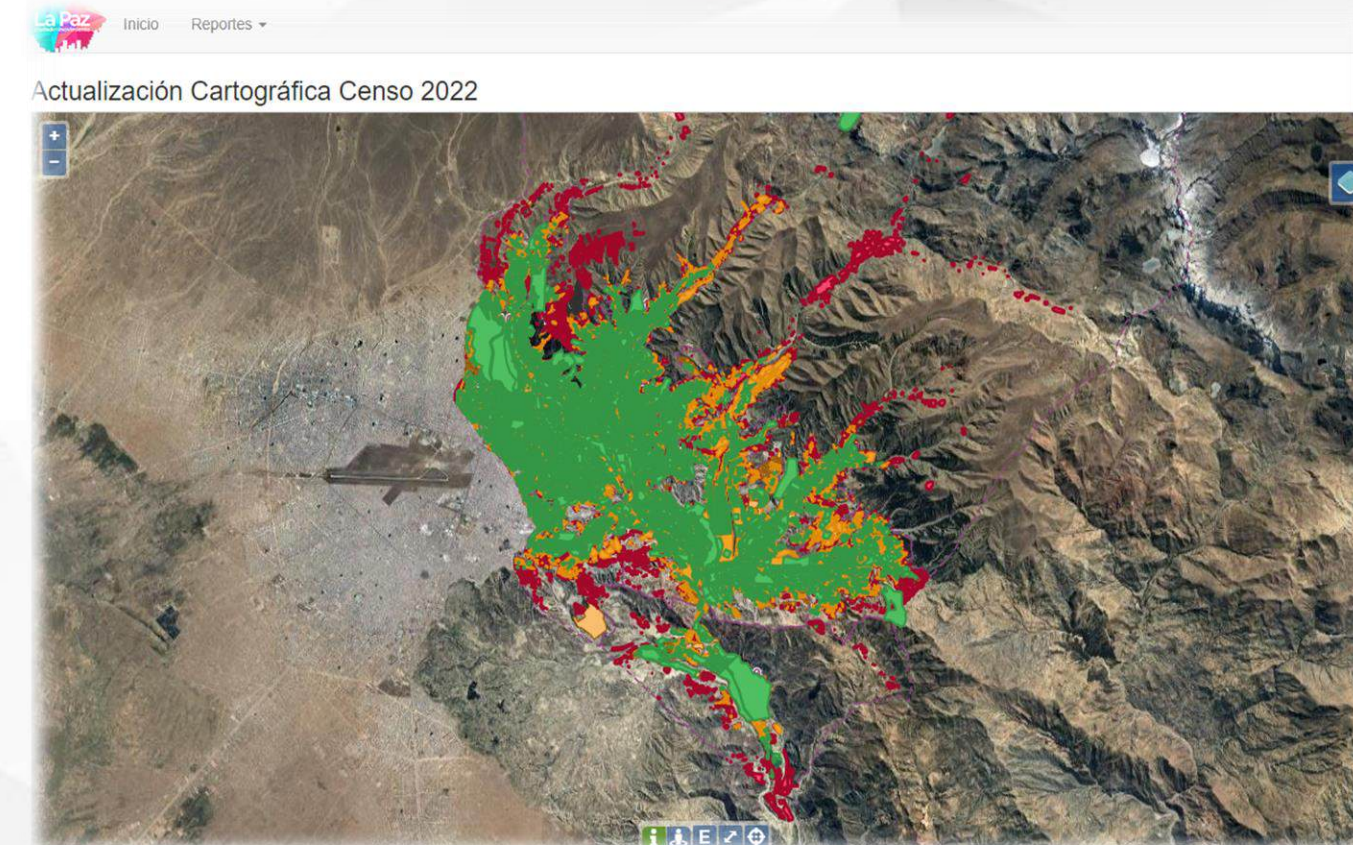 La Paz
Inicio
Reportes
Actualización Cartográfica Censo 2022
+
−
i
E